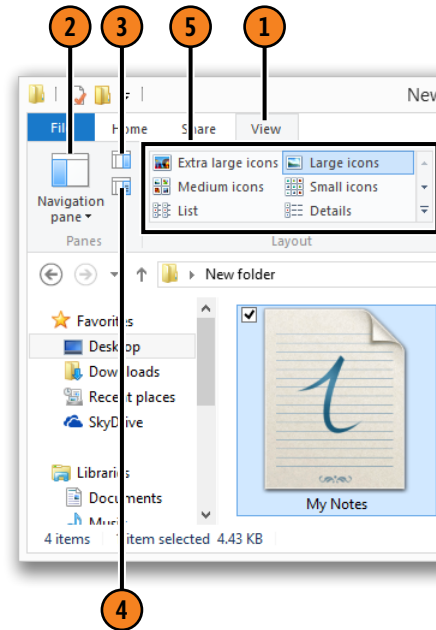 2 3 5 1
New
File Home Share View
Extra large icons Large icons
Medium icons Small icons
List Details
Navigation
pane
Panes Layout
New folder
Favorites
Desktop
Downloads
Recent places
SkyDrive
Libraries
Documents
Music
My Notes
4 items 1 item selected 4.43 KB
4